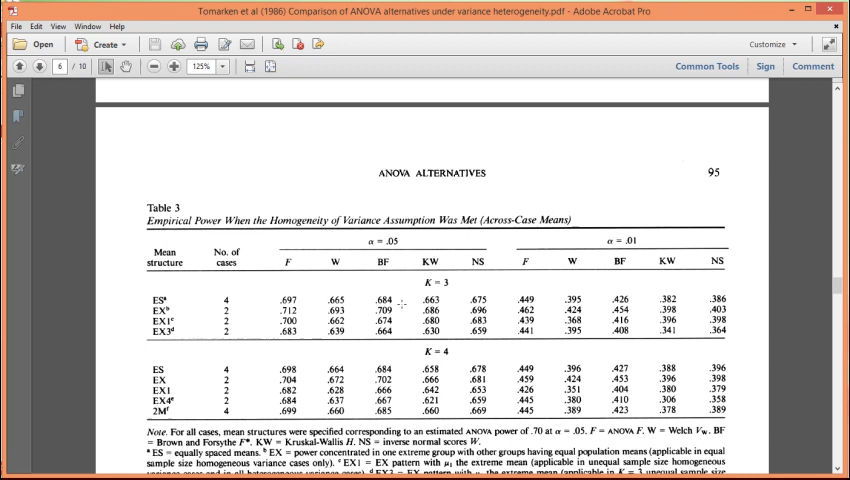 Tomarken et al (1986) Comparison of ANOVA alternatives under variance heterogeneity.pdf - Adobe Acrobat Pro
File Edit View Window Help
Open Create Customize
6 / 10 125% Common Tools Sign Comment
ANOVA ALTERNATIVES 95
Table 3
Empirical Power When the Homogeneity of Variance Assumption Was Met (Across-Case Means)
α = .05 α = .01
Mean structure No. of cases F W BF KW NS F W BF KW NS
K = 3
ESᵃ 4 .697 .665 .684 .663 .675 .449 .395 .426 .382 .386
EXᵇ 2 .712 .693 .709 .686 .696 .462 .424 .454 .398 .403
EX1ᶜ 2 .700 .662 .674 .680 .683 .439 .368 .416 .396 .398
EX3ᵈ 2 .683 .639 .664 .630 .659 .441 .395 .408 .341 .364
K = 4
ES 4 .698 .664 .684 .658 .678 .449 .396 .427 .388 .396
EX 2 .704 .672 .702 .666 .681 .459 .424 .453 .396 .398
EX1 2 .682 .628 .666 .642 .653 .426 .351 .404 .380 .379
EX4ᵉ 2 .684 .637 .667 .621 .659 .445 .380 .410 .306 .358
2Mᶠ 4 .699 .660 .685 .660 .669 .445 .389 .423 .378 .389
Note. For all cases, mean structures were specified corresponding to an estimated ANOVA power of .70 at α = .05. F = ANOVA F. W = Welch Vw. BF
= Brown and Forsythe F*. KW = Kruskal-Wallis H. NS = inverse normal scores W.
ᵃ ES = equally spaced means. ᵇ EX = power concentrated in one extreme group with other groups having equal population means (applicable in equal
sample size homogeneous variance cases only). ᶜ EX1 = EX pattern with μ₁ the extreme mean (applicable in unequal sample size homogeneous